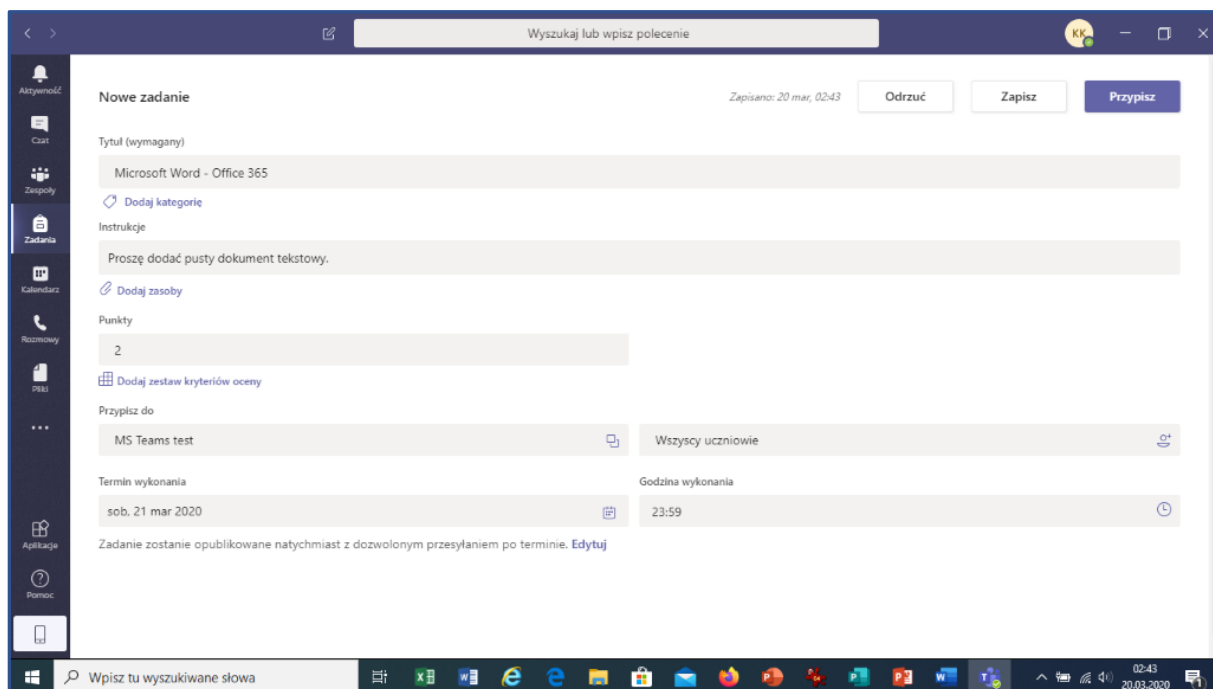 Wyszukaj lub wpisz polecenie
KK
Aktywność
Czat
Zespoły
Zadania
Kalendarz
Rozmowy
Pliki
Aplikacje
Pomoc
Nowe zadanie
Zapisano: 20 mar, 02:43
Odrzuć
Zapisz
Przypisz
Tytuł (wymagany)
Microsoft Word - Office 365
Dodaj kategorię
Instrukcje
Proszę dodać pusty dokument tekstowy.
Dodaj zasoby
Punkty
2
Dodaj zestaw kryteriów oceny
Przypisz do
MS Teams test
Wszyscy uczniowie
Termin wykonania
Godzina wykonania
sob, 21 mar 2020
23:59
Zadanie zostanie opublikowane natychmiast z dozwolonym przesyłaniem po terminie. Edytuj
Wpisz tu wyszukiwane słowa
02:43
20.03.2020